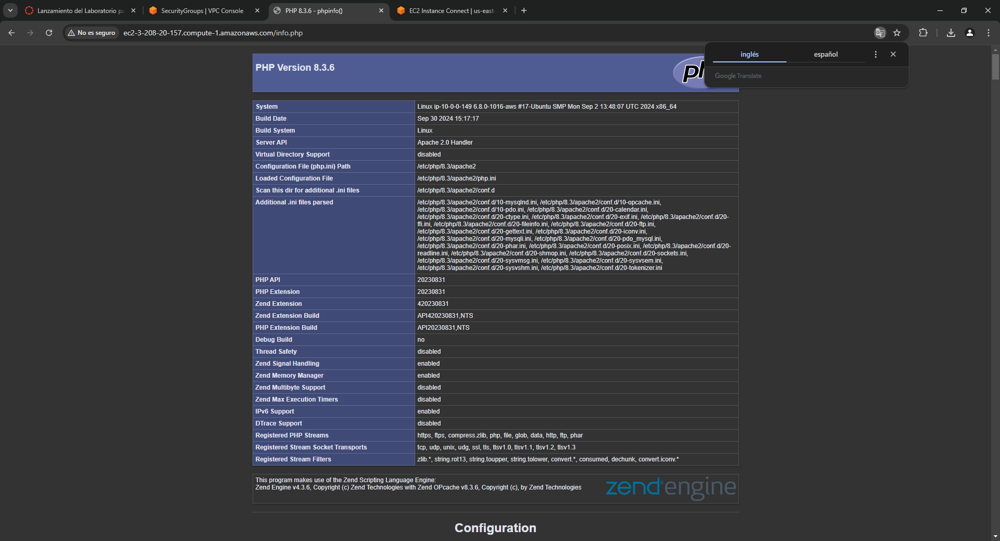 Lanzamiento del Laboratorio pa
SecurityGroups | VPC Console
PHP 8.3.6 - phpinfo()
EC2 Instance Connect | us-east-
No es seguro
ec2-3-208-20-157.compute-1.amazonaws.com/info.php
inglés
español
Google Translate
PHP Version 8.3.6
System Linux ip-10-0-0-149 6.8.0-1016-aws #17-Ubuntu SMP Mon Sep 2 13:48:07 UTC 2024 x86_64
Build Date Sep 30 2024 15:17:17
Build System Linux
Server API Apache 2.0 Handler
Virtual Directory Support disabled
Configuration File (php.ini) Path /etc/php/8.3/apache2
Loaded Configuration File /etc/php/8.3/apache2/php.ini
Scan this dir for additional .ini files /etc/php/8.3/apache2/conf.d
Additional .ini files parsed /etc/php/8.3/apache2/conf.d/10-mysqlnd.ini, /etc/php/8.3/apache2/conf.d/10-opcache.ini,
/etc/php/8.3/apache2/conf.d/10-pdo.ini, /etc/php/8.3/apache2/conf.d/20-calendar.ini,
/etc/php/8.3/apache2/conf.d/20-ctype.ini, /etc/php/8.3/apache2/conf.d/20-exif.ini, /etc/php/8.3/apache2/conf.d/20-
ffi.ini, /etc/php/8.3/apache2/conf.d/20-fileinfo.ini, /etc/php/8.3/apache2/conf.d/20-ftp.ini,
/etc/php/8.3/apache2/conf.d/20-gettext.ini, /etc/php/8.3/apache2/conf.d/20-iconv.ini,
/etc/php/8.3/apache2/conf.d/20-mysqli.ini, /etc/php/8.3/apache2/conf.d/20-pdo_mysql.ini,
/etc/php/8.3/apache2/conf.d/20-phar.ini, /etc/php/8.3/apache2/conf.d/20-posix.ini, /etc/php/8.3/apache2/conf.d/20-
readline.ini, /etc/php/8.3/apache2/conf.d/20-shmop.ini, /etc/php/8.3/apache2/conf.d/20-sockets.ini,
/etc/php/8.3/apache2/conf.d/20-sysvmsg.ini, /etc/php/8.3/apache2/conf.d/20-sysvsem.ini,
/etc/php/8.3/apache2/conf.d/20-sysvshm.ini, /etc/php/8.3/apache2/conf.d/20-tokenizer.ini
PHP API 20230831
PHP Extension 20230831
Zend Extension 420230831
Zend Extension Build API420230831,NTS
PHP Extension Build API20230831,NTS
Debug Build no
Thread Safety disabled
Zend Signal Handling enabled
Zend Memory Manager enabled
Zend Multibyte Support disabled
Zend Max Execution Timers disabled
IPv6 Support enabled
DTrace Support disabled
Registered PHP Streams https, ftps, compress.zlib, php, file, glob, data, http, ftp, phar
Registered Stream Socket Transports tcp, udp, unix, udg, ssl, tls, tlsv1.0, tlsv1.1, tlsv1.2, tlsv1.3
Registered Stream Filters zlib.*, string.rot13, string.toupper, string.tolower, convert.*, consumed, dechunk, convert.iconv.*
This program makes use of the Zend Scripting Language Engine:
Zend Engine v4.3.6, Copyright (c) Zend Technologies with Zend OPcache v8.3.6, Copyright (c), by Zend Technologies
zend engine
Configuration